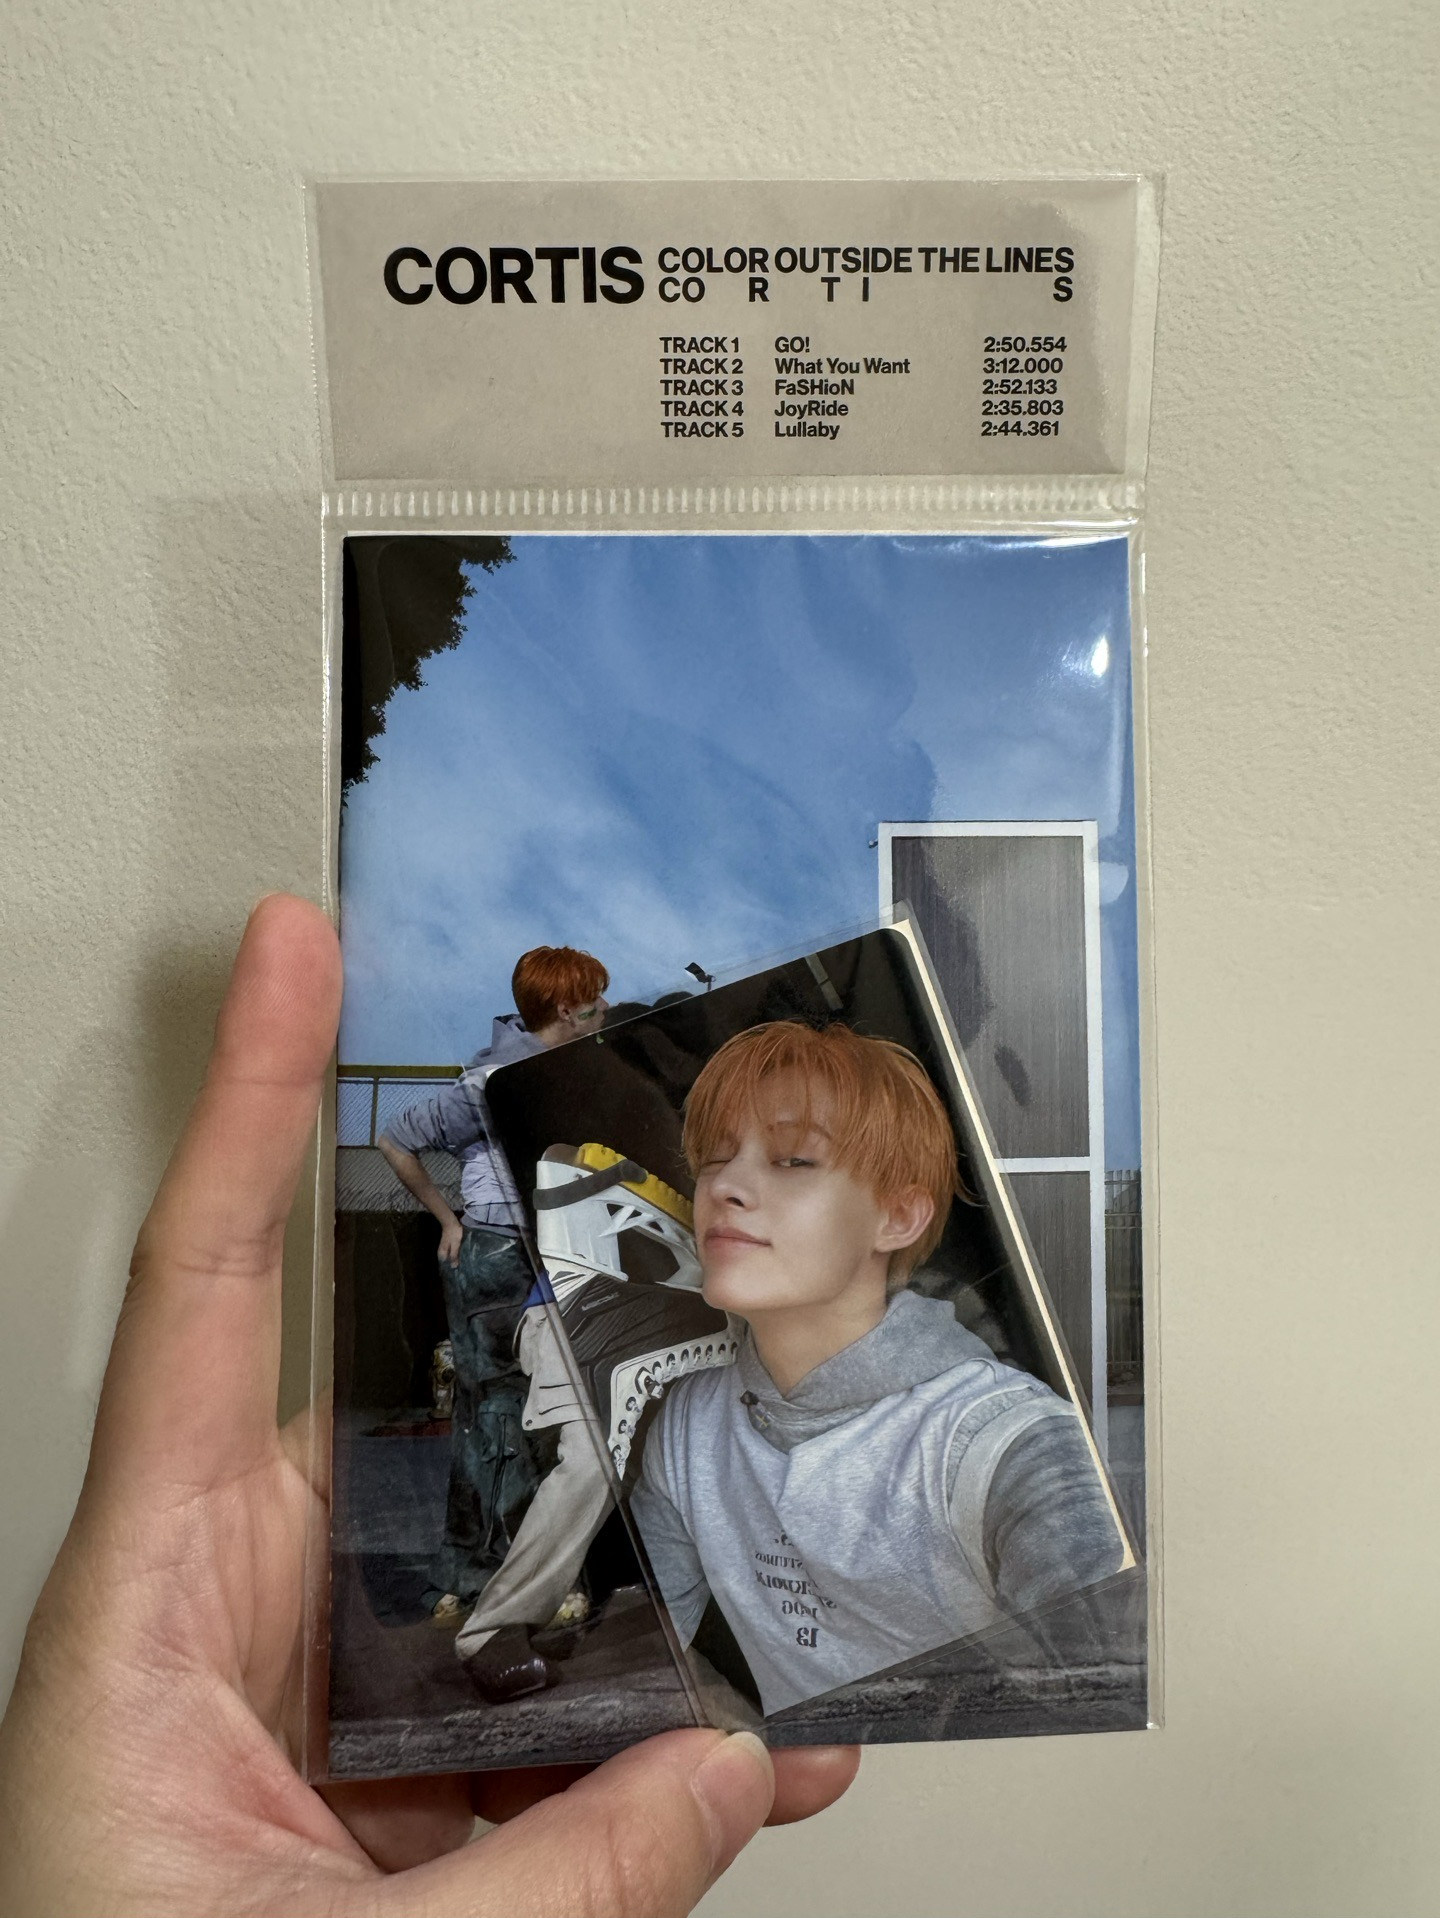 CORTIS COLOR OUTSIDE THE LINES
CO R T I S
TRACK 1 GO! 2:50.554
TRACK 2 What You Want 3:12.000
TRACK 3 FaSHioN 2:52.133
TRACK 4 JoyRide 2:35.803
TRACK 5 Lullaby 2:44.361
13